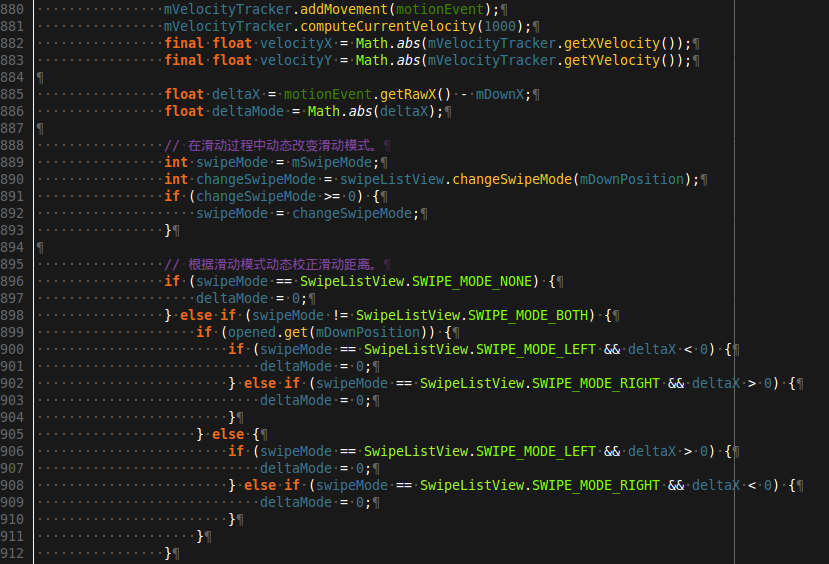 880 mVelocityTracker.addMovement(motionEvent);¶
881 mVelocityTracker.computeCurrentVelocity(1000);¶
882 final float velocityX = Math.abs(mVelocityTracker.getXVelocity());¶
883 final float velocityY = Math.abs(mVelocityTracker.getYVelocity());¶
884 ¶
885 float deltaX = motionEvent.getRawX() - mDownX;¶
886 float deltaMode = Math.abs(deltaX);¶
887 ¶
888 // 在滑动过程中动态改变滑动模式。¶
889 int swipeMode = mSwipeMode;¶
890 int changeSwipeMode = swipeListView.changeSwipeMode(mDownPosition);¶
891 if (changeSwipeMode >= 0) {¶
892 swipeMode = changeSwipeMode;¶
893 }¶
894 ¶
895 // 根据滑动模式动态校正滑动距离。¶
896 if (swipeMode == SwipeListView.SWIPE_MODE_NONE) {¶
897 deltaMode = 0;¶
898 } else if (swipeMode != SwipeListView.SWIPE_MODE_BOTH) {¶
899 if (opened.get(mDownPosition)) {¶
900 if (swipeMode == SwipeListView.SWIPE_MODE_LEFT && deltaX < 0) {¶
901 deltaMode = 0;¶
902 } else if (swipeMode == SwipeListView.SWIPE_MODE_RIGHT && deltaX > 0) {¶
903 deltaMode = 0;¶
904 }¶
905 } else {¶
906 if (swipeMode == SwipeListView.SWIPE_MODE_LEFT && deltaX > 0) {¶
907 deltaMode = 0;¶
908 } else if (swipeMode == SwipeListView.SWIPE_MODE_RIGHT && deltaX < 0) {¶
909 deltaMode = 0;¶
910 }¶
911 }¶
912 }¶